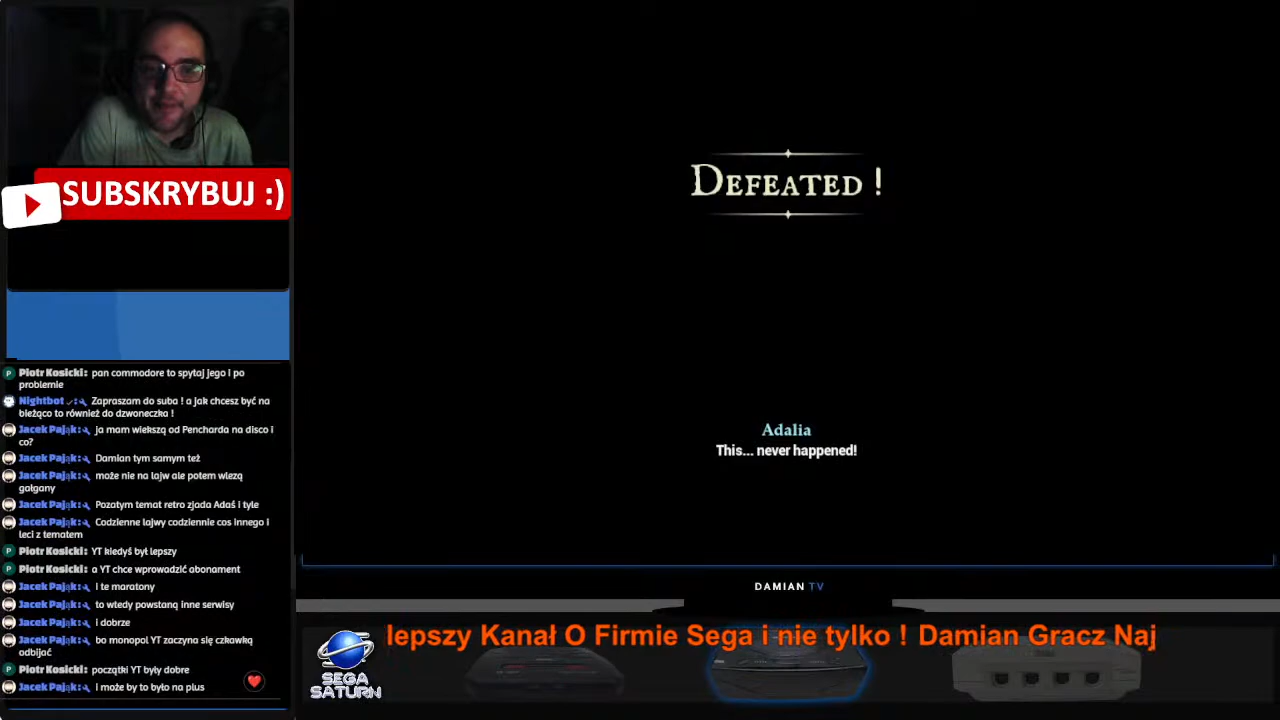 SUBSKRYBUJ :)
Piotr Kosicki: pan commodore to spytaj jego i po
problemie
Nightbot: Zapraszam do suba ! a jak chcesz być na
bieżąco to również do dzwoneczka !
Jacek Pająk: ja mam wiekszą od Pencharda na disco i
co?
Jacek Pająk: Damian tym samym też
Jacek Pająk: może nie na lajw ale potem wlezą
gałgany
Jacek Pająk: Pozatym temat retro zjada Adaś i tyle
Jacek Pająk: Codzienne lajwy codziennie cos innego i
leci z tematem
Piotr Kosicki: YT kiedyś był lepszy
Piotr Kosicki: a YT chce wprowadzić abonament
Jacek Pająk: I te maratony
Jacek Pająk: to wtedy powstaną inne serwisy
Jacek Pająk: i dobrze
Jacek Pająk: bo monopol YT zaczyna się czkawką
odbijać
Piotr Kosicki: początki YT były dobre
Jacek Pająk: I może by to było na plus
DEFEATED !
Adalia
This... never happened!
DAMIAN TV
SEGA
SATURN
lepszy Kanał O Firmie Sega i nie tylko ! Damian Gracz Naj